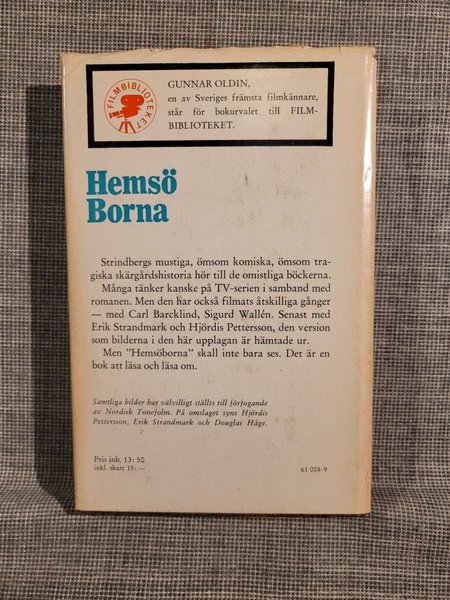 FILMBIBLIOTEKET
GUNNAR OLDIN,
en av Sveriges främsta filmkännare,
står för bokurvalet till FILM-
BIBLIOTEKET.
Hemsö
Borna
Strindbergs mustiga, ömsom komiska, ömsom tra-
giska skärgårdshistoria hör till de omistliga böckerna.
Många tänker kanske på TV-serien i samband med
romanen. Men den har också filmats åtskilliga gånger
— med Carl Barcklind, Sigurd Wallén. Senast med
Erik Strandmark och Hjördis Pettersson, den version
som bilderna i den här upplagan är hämtade ur.
Men "Hemsöborna" skall inte bara ses. Det är en
bok att läsa och läsa om.
Samtliga bilder har välvilligt ställts till förfogande
av Nordisk Tonefolm. På omslaget syns Hjördis
Pettersson, Erik Strandmark och Douglas Håge.
Pris inb. 13:50
inkl. skatt 15:—
61 008-9